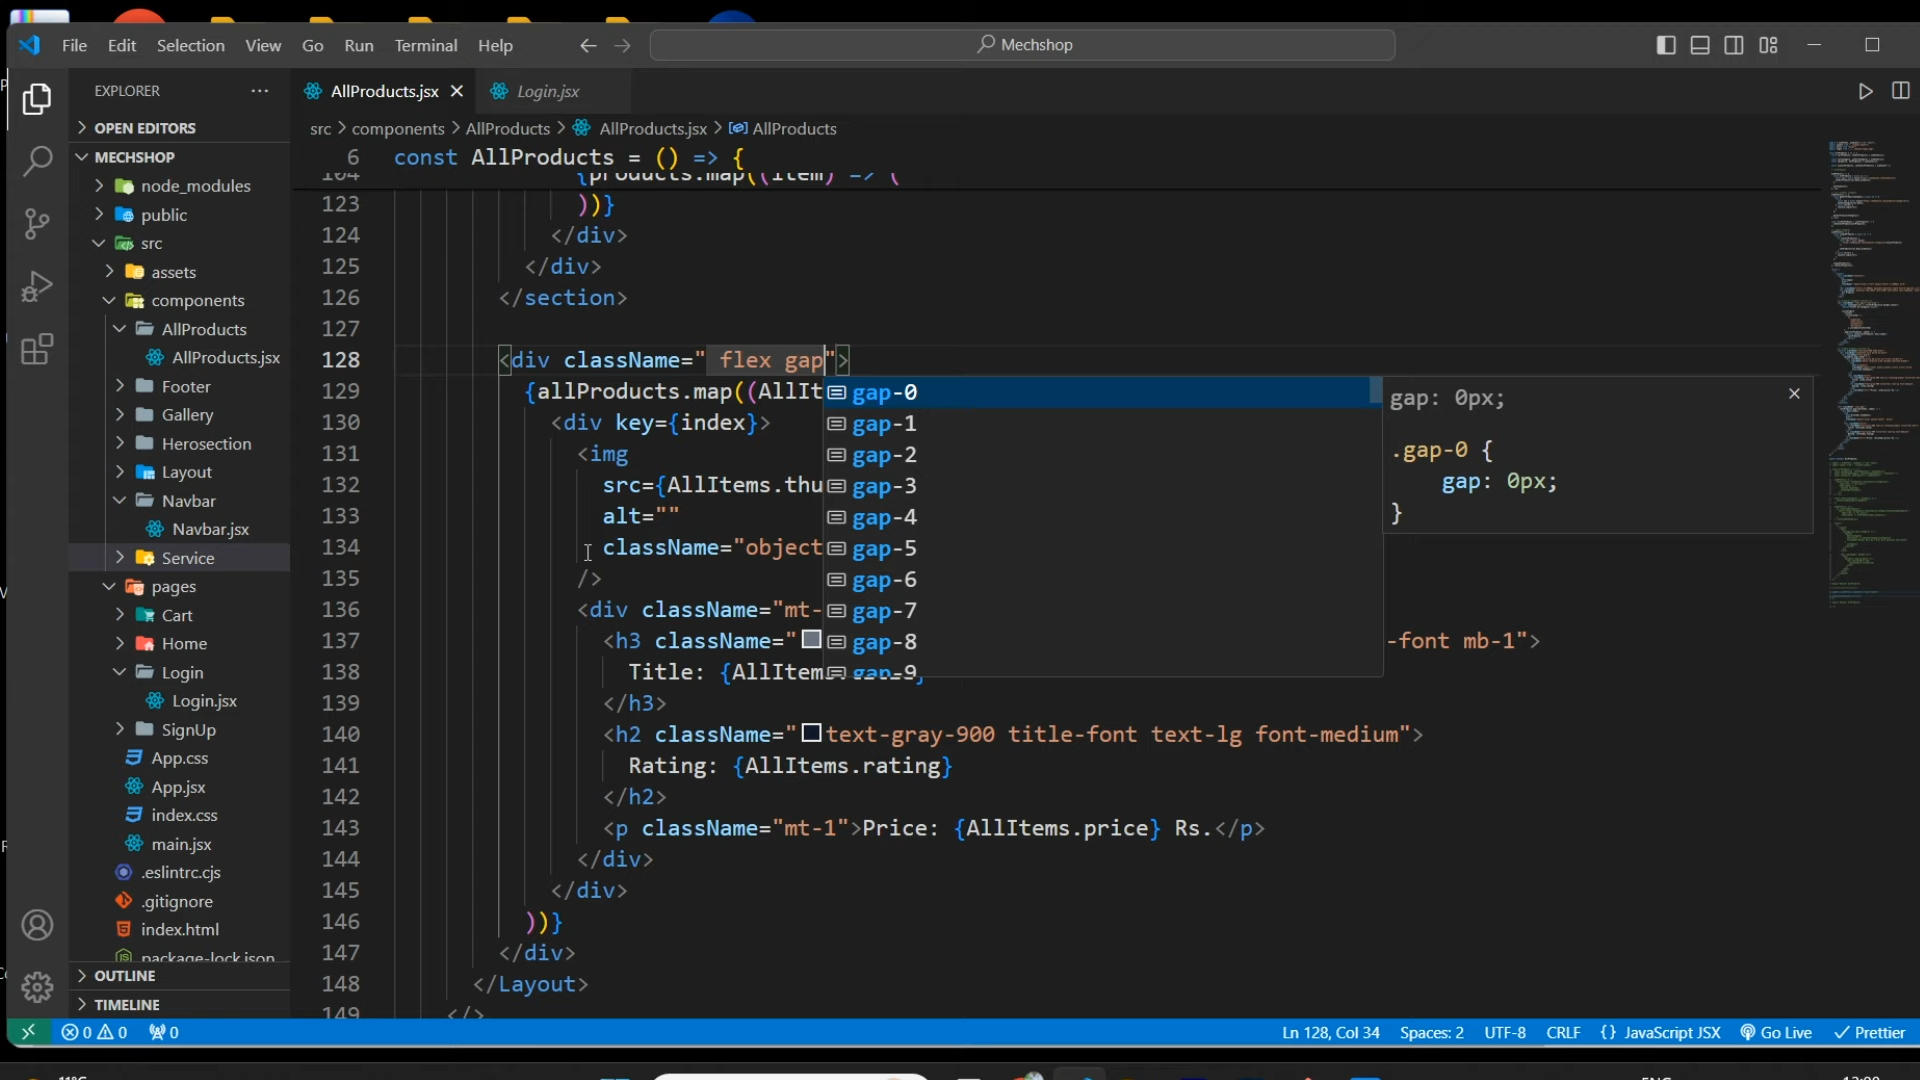 File Edit Selection View Go Run Terminal Help
Mechshop
EXPLORER
AllProducts.jsx
Login.jsx
OPEN EDITORS
MECHSHOP
node_modules
public
src
assets
components
AllProducts
AllProducts.jsx
Footer
Gallery
Herosection
Layout
Navbar
Navbar.jsx
Service
pages
Cart
Home
Login
Login.jsx
SignUp
App.css
App.jsx
index.css
main.jsx
.eslintrc.cjs
.gitignore
index.html
package-lock.json
OUTLINE
TIMELINE
src > components > AllProducts > AllProducts.jsx > AllProducts
6 const AllProducts = () => {
104 {products.map((item) => (
123 ))}
124 </div>
125 </div>
126 </section>
127
128 <div className=" flex gap">
129 {allProducts.map((AllIt
130 <div key={index}>
131 <img
132 src={AllItems.thu
133 alt=""
134 className="object
135 />
136 <div className="mt-
137 <h3 className=" -font mb-1">
138 Title: {AllItem
139 </h3>
140 <h2 className="text-gray-900 title-font text-lg font-medium">
141 Rating: {AllItems.rating}
142 </h2>
143 <p className="mt-1">Price: {AllItems.price} Rs.</p>
144 </div>
145 </div>
146 ))}
147 </div>
148 </Layout>
149 </>
gap-0
gap-1
gap-2
gap-3
gap-4
gap-5
gap-6
gap-7
gap-8
gap-9
gap: 0px;
.gap-0 {
gap: 0px;
}
0 0 0
Ln 128, Col 34 Spaces: 2 UTF-8 CRLF {} JavaScript JSX Go Live Prettier
11°C
ENG